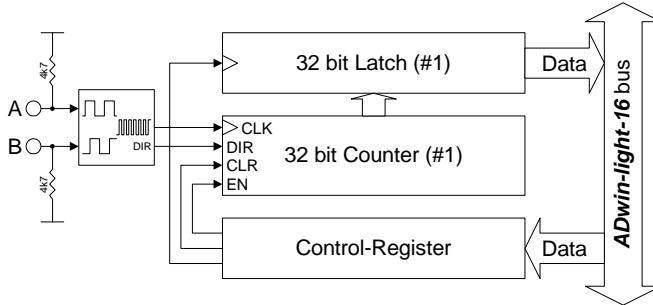 4k7
A
B
4k7
DIR
32 bit Latch (#1)
Data
CLK
DIR
CLR
EN
32 bit Counter (#1)
Control-Register
Data
ADwin-light-16 bus